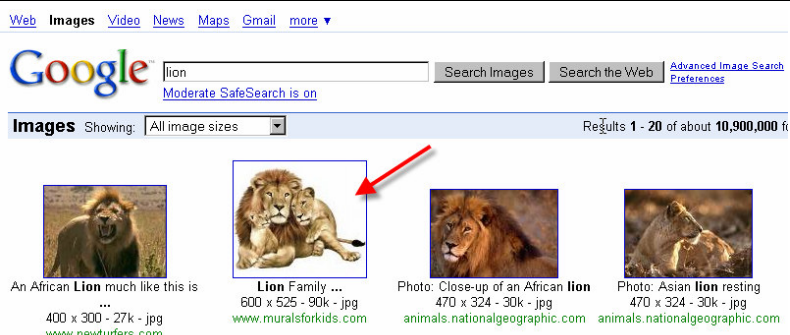 Web Images Video News Maps Gmail more ▼
Google™ lion Search Images Search the Web Advanced Image Search
Preferences
Moderate SafeSearch is on
Images Showing: All image sizes Results 1 - 20 of about 10,900,000
An African Lion much like this is
...
400 x 300 - 27k - jpg
www.newturfers.com
Lion Family ...
600 x 525 - 90k - jpg
www.muralsforkids.com
Photo: Close-up of an African lion
470 x 324 - 30k - jpg
animals.nationalgeographic.com
Photo: Asian lion resting
470 x 324 - 30k - jpg
animals.nationalgeographic.com